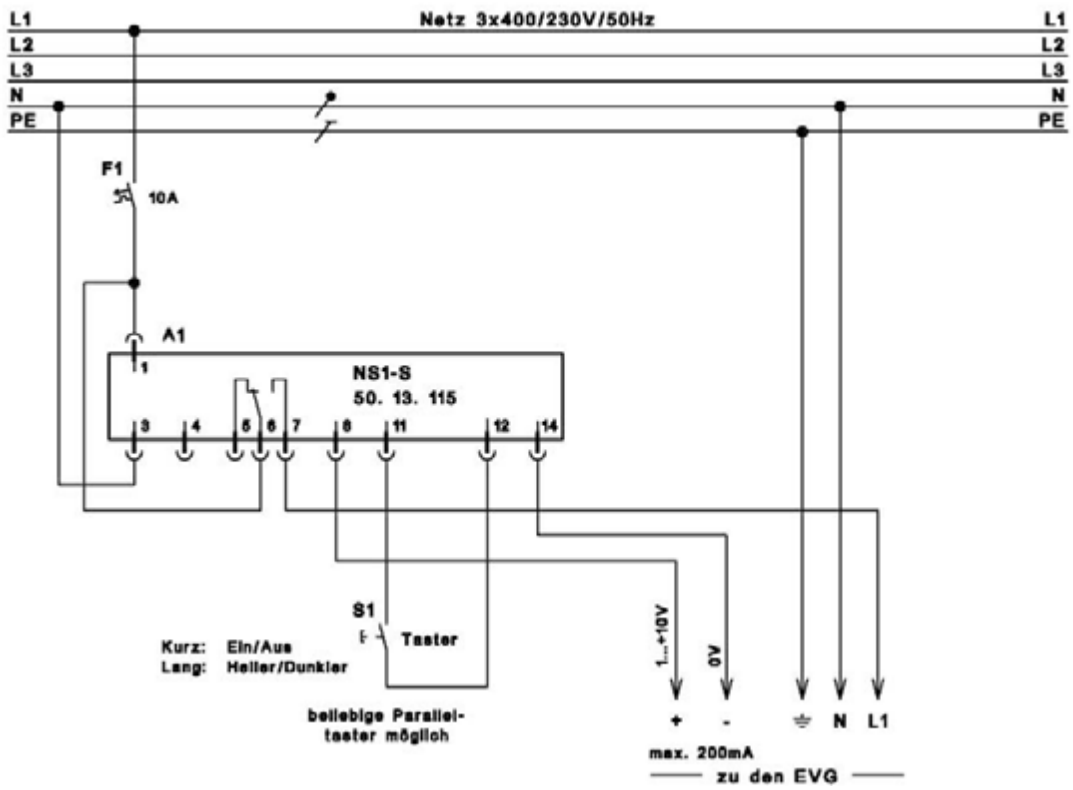 L1 Netz 3x400/230V/50Hz L1
L2 L2
L3 L3
N N
PE PE
F1
10A
A1
1
NS1-S
50. 13. 115
3 4 5 6 7 8 11 12 14
S1
Taster
Kurz: Ein/Aus
Lang: Heller/Dunkler
beliebige Parallel-
taster möglich
1...+10V
0V
+ - N L1
max. 200mA
zu den EVG